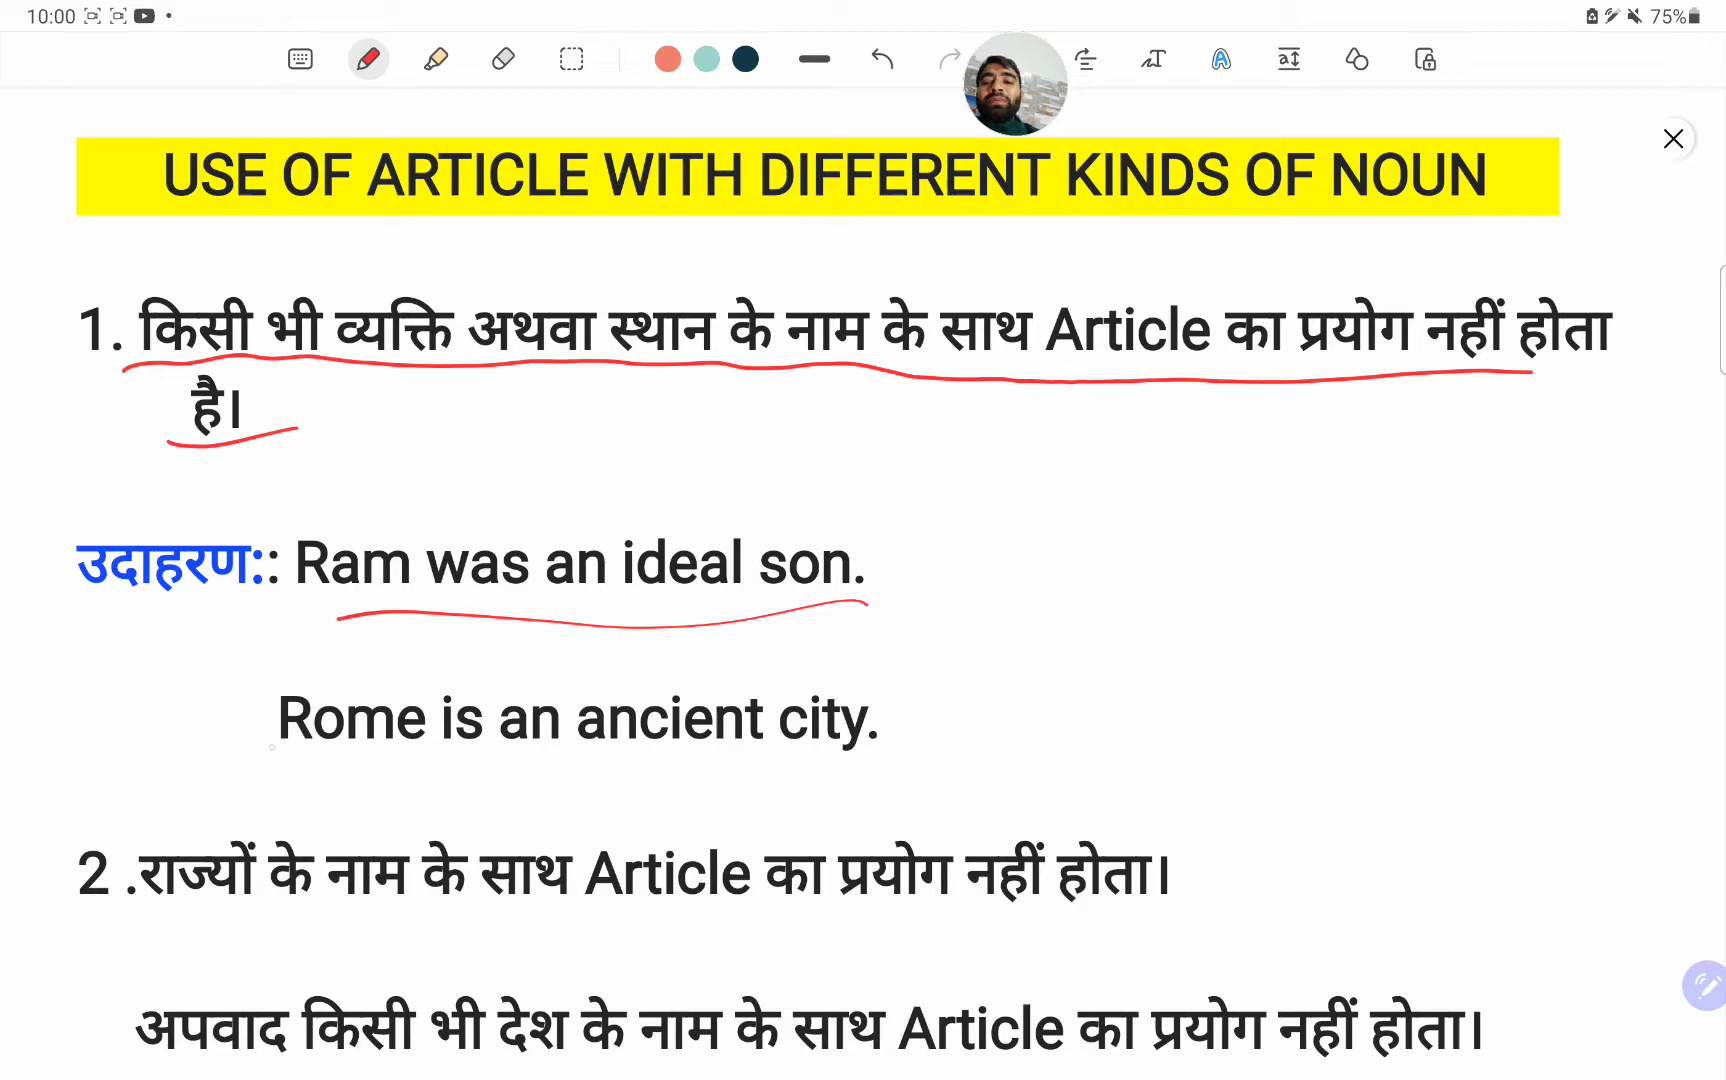 10:00
75%
USE OF ARTICLE WITH DIFFERENT KINDS OF NOUN
1. किसी भी व्यक्ति अथवा स्थान के नाम के साथ Article का प्रयोग नहीं होता
है।
उदाहरण:: Ram was an ideal son.
Rome is an ancient city.
2 .राज्यों के नाम के साथ Article का प्रयोग नहीं होता।
अपवाद किसी भी देश के नाम के साथ Article का प्रयोग नहीं होता।